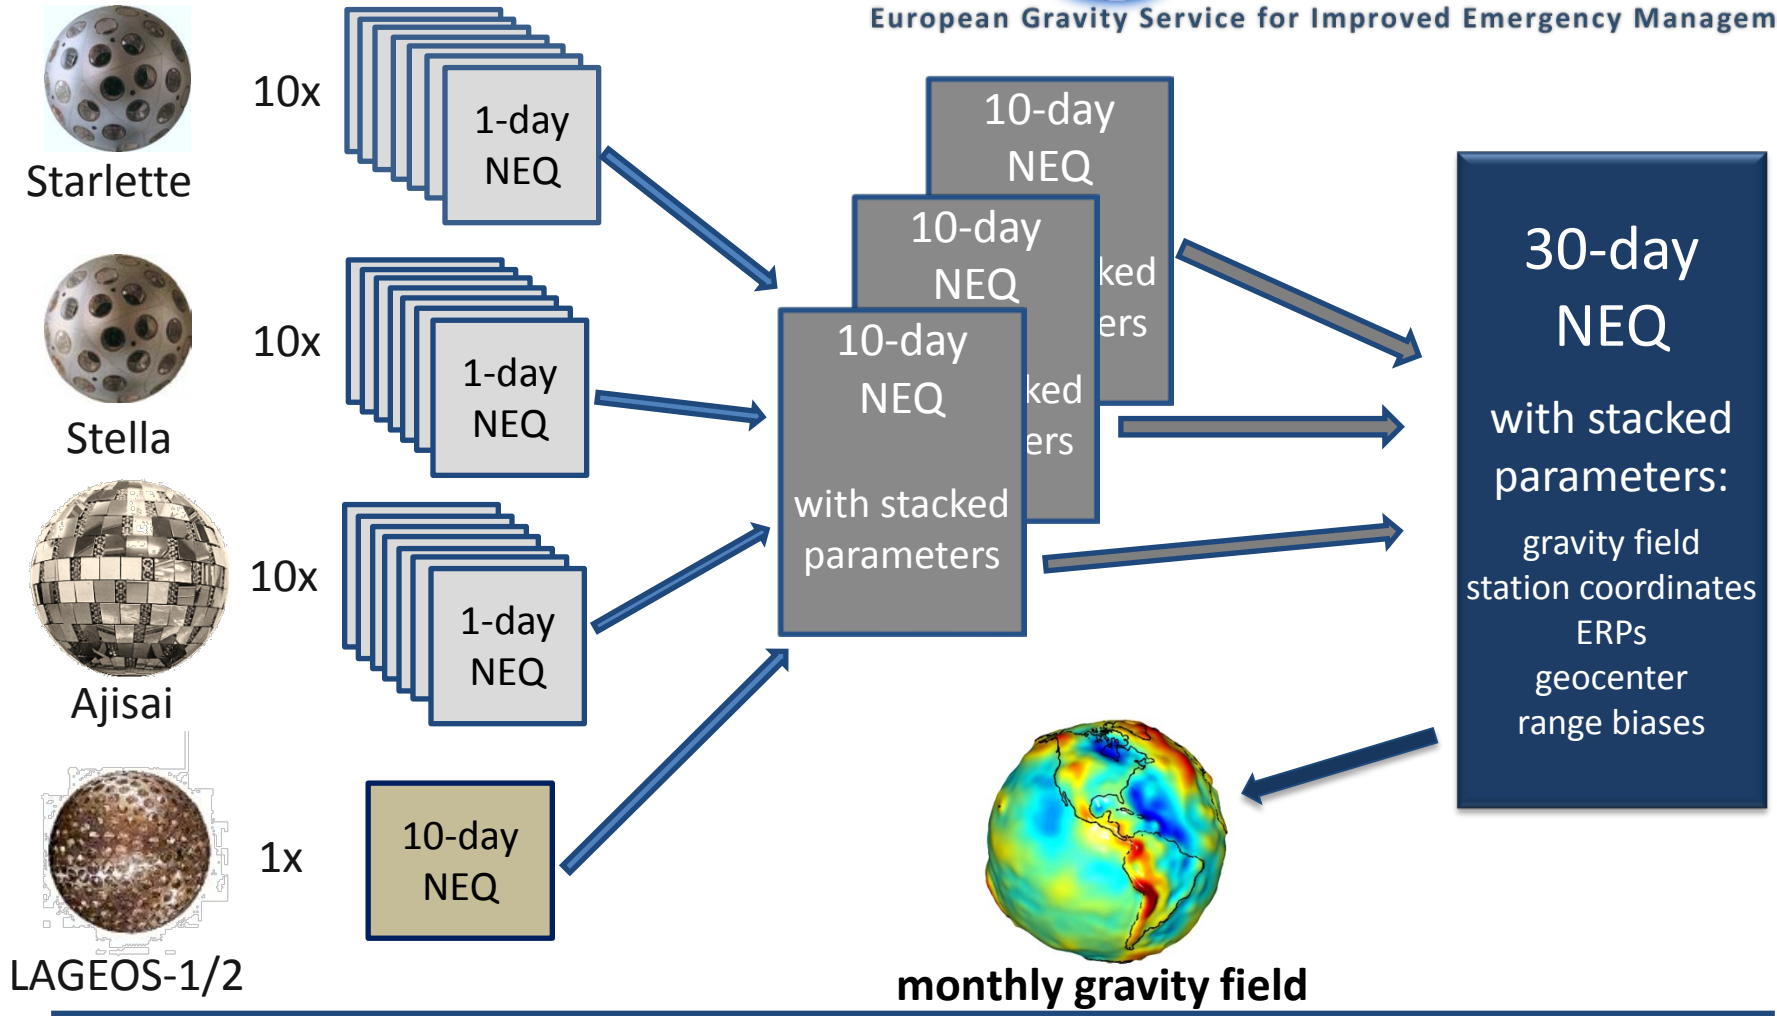 European Gravity Service for Improved Emergency Managem
Starlette
10x
1-day
NEQ
Stella
10x
1-day
NEQ
Ajisai
10x
1-day
NEQ
LAGEOS-1/2
1x
10-day
NEQ
10-day
NEQ
ked
ers
10-day
NEQ
ked
ers
10-day
NEQ
with stacked
parameters
30-day
NEQ
with stacked
parameters:
gravity field
station coordinates
ERPs
geocenter
range biases
monthly gravity field